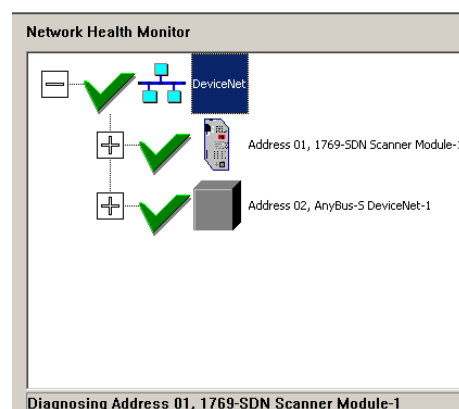 Network Health Monitor
DeviceNet
Address 01, 1769-SDN Scanner Module-
Address 02, AnyBus-S DeviceNet-1
Diagnosing Address 01, 1769-SDN Scanner Module-1